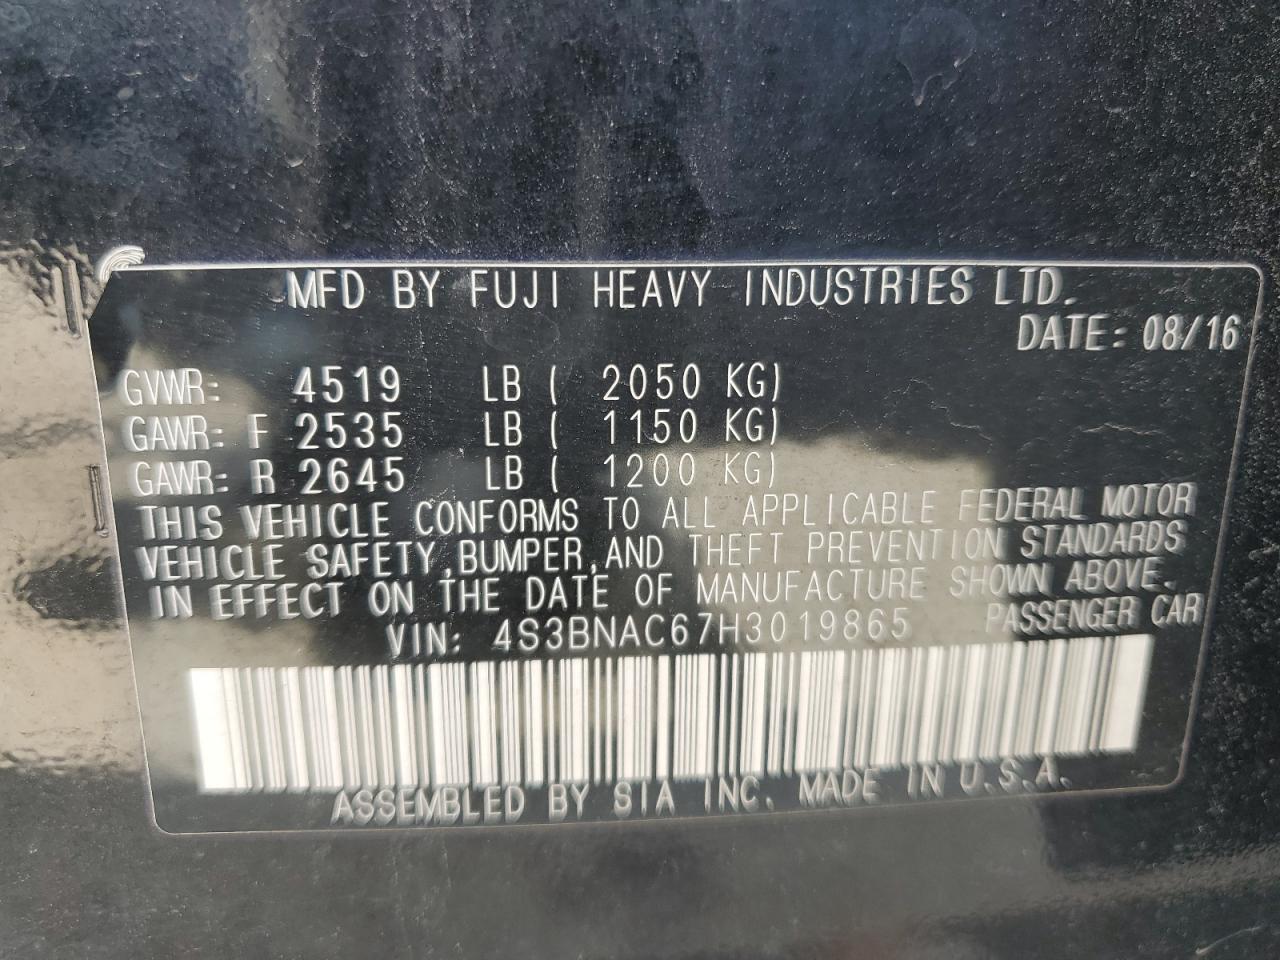 MFD BY FUJI HEAVY INDUSTRIES LTD.
DATE: 08/16
GVWR: 4519 LB ( 2050 KG)
GAWR: F 2535 LB ( 1150 KG)
GAWR: R 2645 LB ( 1200 KG)
THIS VEHICLE CONFORMS TO ALL APPLICABLE FEDERAL MOTOR
VEHICLE SAFETY,BUMPER,AND THEFT PREVENTION STANDARDS
IN EFFECT ON THE DATE OF MANUFACTURE SHOWN ABOVE.
VIN: 4S3BNAC67H3019865 PASSENGER CAR
ASSEMBLED BY SIA INC. MADE IN U.S.A.